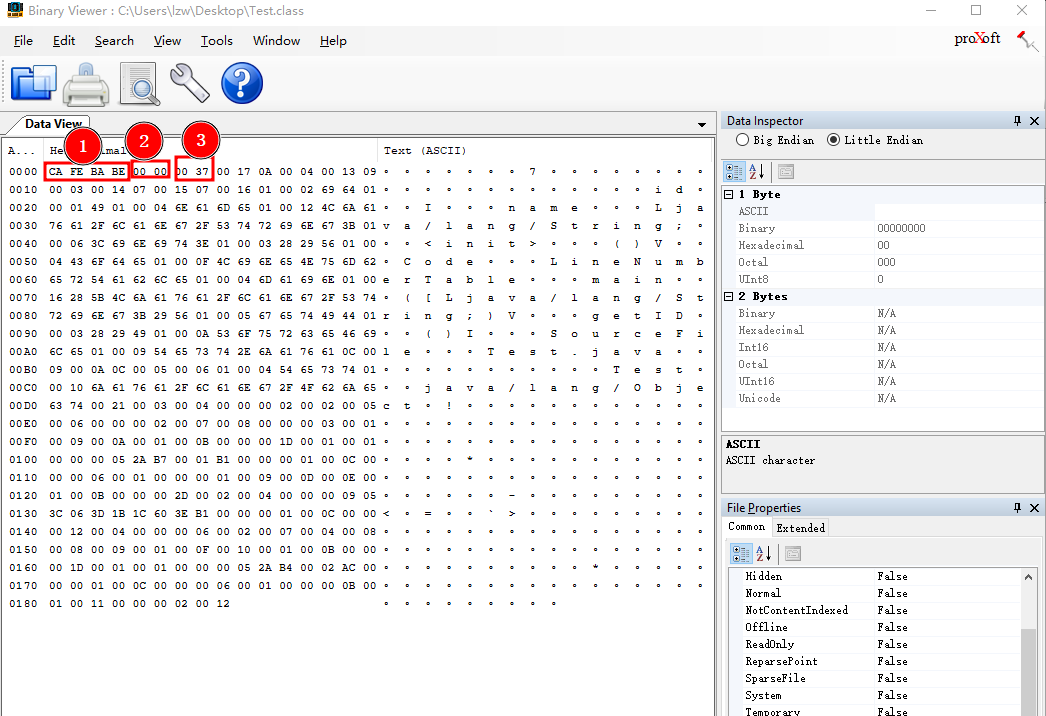 Binary Viewer : C:\Users\lzw\Desktop\Test.class
File Edit Search View Tools Window Help
proXoft
Data View
1 2 3
A... He mal Text (ASCII)
0000 CA FE BA BE 00 00 00 37 00 17 0A 00 04 00 13 09 ∘ ∘ ∘ ∘ ∘ ∘ ∘ 7 ∘ ∘ ∘ ∘ ∘ ∘ ∘ ∘
0010 00 03 00 14 07 00 15 07 00 16 01 00 02 69 64 01 ∘ ∘ ∘ ∘ ∘ ∘ ∘ ∘ ∘ ∘ ∘ ∘ ∘ i d ∘
0020 00 01 49 01 00 04 6E 61 6D 65 01 00 12 4C 6A 61 ∘ ∘ I ∘ ∘ ∘ n a m e ∘ ∘ ∘ L j a
0030 76 61 2F 6C 61 6E 67 2F 53 74 72 69 6E 67 3B 01 v a / l a n g / S t r i n g ; ∘
0040 00 06 3C 69 6E 69 74 3E 01 00 03 28 29 56 01 00 ∘ ∘ < i n i t > ∘ ∘ ∘ ( ) V ∘ ∘
0050 04 43 6F 64 65 01 00 0F 4C 69 6E 65 4E 75 6D 62 ∘ C o d e ∘ ∘ ∘ L i n e N u m b
0060 65 72 54 61 62 6C 65 01 00 04 6D 61 69 6E 01 00 e r T a b l e ∘ ∘ ∘ m a i n ∘ ∘
0070 16 28 5B 4C 6A 61 76 61 2F 6C 61 6E 67 2F 53 74 ∘ ( [ L j a v a / l a n g / S t
0080 72 69 6E 67 3B 29 56 01 00 05 67 65 74 49 44 01 r i n g ; ) V ∘ ∘ ∘ g e t I D ∘
0090 00 03 28 29 49 01 00 0A 53 6F 75 72 63 65 46 69 ∘ ∘ ( ) I ∘ ∘ ∘ S o u r c e F i
00A0 6C 65 01 00 09 54 65 73 74 2E 6A 61 76 61 0C 00 l e ∘ ∘ ∘ T e s t . j a v a ∘ ∘
00B0 09 00 0A 0C 00 05 00 06 01 00 04 54 65 73 74 01 ∘ ∘ ∘ ∘ ∘ ∘ ∘ ∘ ∘ ∘ ∘ T e s t ∘
00C0 00 10 6A 61 76 61 2F 6C 61 6E 67 2F 4F 62 6A 65 ∘ ∘ j a v a / l a n g / O b j e
00D0 63 74 00 21 00 03 00 04 00 00 00 02 00 02 00 05 c t ∘ ! ∘ ∘ ∘ ∘ ∘ ∘ ∘ ∘ ∘ ∘ ∘ ∘
00E0 00 06 00 00 00 02 00 07 00 08 00 00 00 03 00 01 ∘ ∘ ∘ ∘ ∘ ∘ ∘ ∘ ∘ ∘ ∘ ∘ ∘ ∘ ∘ ∘
00F0 00 09 00 0A 00 01 00 0B 00 00 00 1D 00 01 00 01 ∘ ∘ ∘ ∘ ∘ ∘ ∘ ∘ ∘ ∘ ∘ ∘ ∘ ∘ ∘ ∘
0100 00 00 00 05 2A B7 00 01 B1 00 00 00 01 00 0C 00 ∘ ∘ ∘ ∘ * ∘ ∘ ∘ ∘ ∘ ∘ ∘ ∘ ∘ ∘ ∘
0110 00 00 06 00 01 00 00 00 01 00 09 00 0D 00 0E 00 ∘ ∘ ∘ ∘ ∘ ∘ ∘ ∘ ∘ ∘ ∘ ∘ ∘ ∘ ∘ ∘
0120 01 00 0B 00 00 00 2D 00 02 00 04 00 00 00 09 05 ∘ ∘ ∘ ∘ ∘ ∘ - ∘ ∘ ∘ ∘ ∘ ∘ ∘ ∘ ∘
0130 3C 06 3D 1B 1C 60 3E B1 00 00 00 01 00 0C 00 00 < ∘ = ∘ ∘ ` > ∘ ∘ ∘ ∘ ∘ ∘ ∘ ∘ ∘
0140 00 12 00 04 00 00 00 06 00 02 00 07 00 04 00 08 ∘ ∘ ∘ ∘ ∘ ∘ ∘ ∘ ∘ ∘ ∘ ∘ ∘ ∘ ∘ ∘
0150 00 08 00 09 00 01 00 0F 00 10 00 01 00 0B 00 00 ∘ ∘ ∘ ∘ ∘ ∘ ∘ ∘ ∘ ∘ ∘ ∘ ∘ ∘ ∘ ∘
0160 00 1D 00 01 00 01 00 00 00 05 2A B4 00 02 AC 00 ∘ ∘ ∘ ∘ ∘ ∘ ∘ ∘ ∘ ∘ * ∘ ∘ ∘ ∘ ∘
0170 00 00 01 00 0C 00 00 00 06 00 01 00 00 00 0B 00 ∘ ∘ ∘ ∘ ∘ ∘ ∘ ∘ ∘ ∘ ∘ ∘ ∘ ∘ ∘
0180 01 00 11 00 00 00 02 00 12 ∘ ∘ ∘ ∘ ∘ ∘ ∘ ∘ ∘
Data Inspector
Big Endian Little Endian
1 Byte
ASCII
Binary 00000000
Hexadecimal 00
Octal 000
UInt8 0
2 Bytes
Binary N/A
Hexadecimal N/A
Int16 N/A
Octal N/A
UInt16 N/A
Unicode N/A
ASCII
ASCII character
File Properties
Common Extended
Hidden False
Normal False
NotContentIndexed False
Offline False
ReadOnly False
ReparsePoint False
SparseFile False
System False
Temporary False